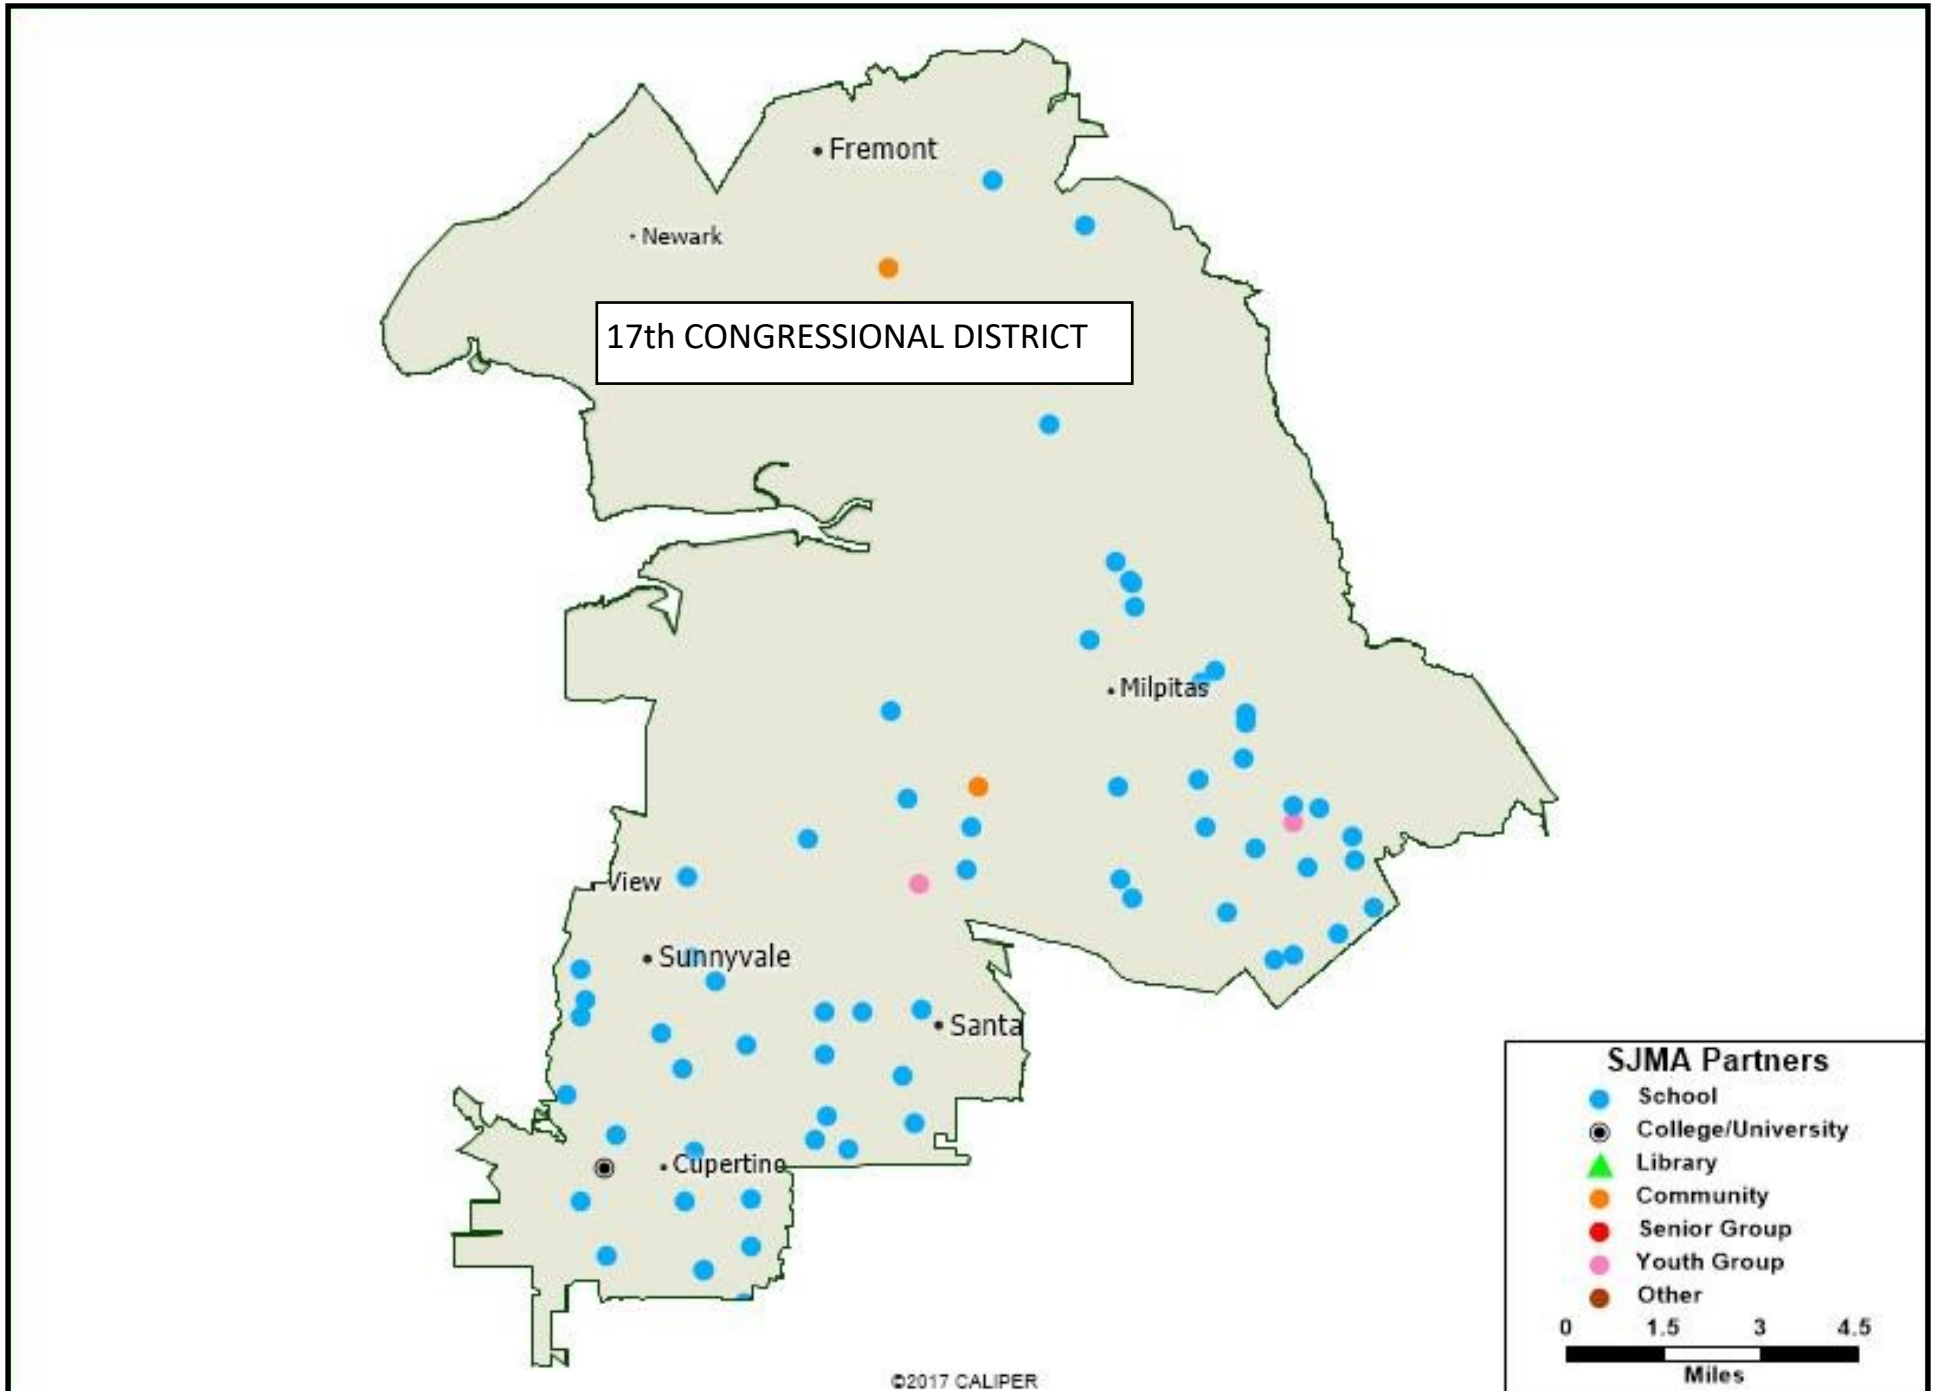 Fremont
Newark
17th CONGRESSIONAL DISTRICT
Milpitas
View
Sunnyvale
Santa
Cupertino
SJMA Partners
School
College/University
Library
Community
Senior Group
Youth Group
Other
0 1.5 3 4.5
Miles
©2017 CALIPER